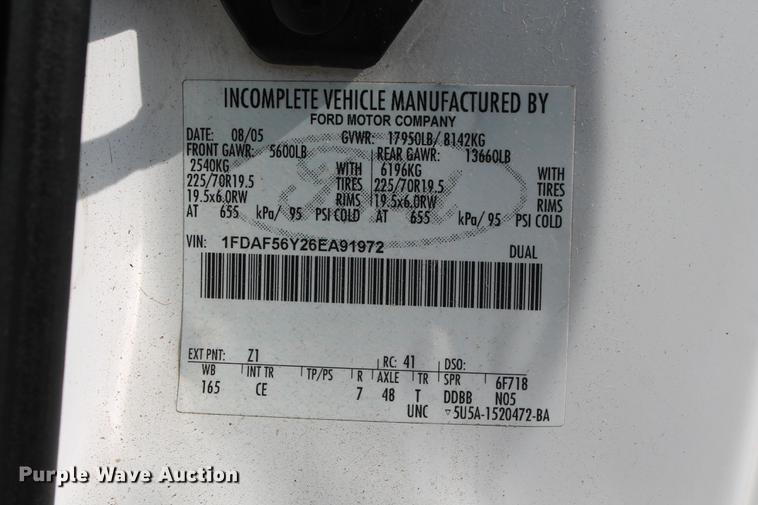 INCOMPLETE VEHICLE MANUFACTURED BY
FORD MOTOR COMPANY
DATE: 08/05 GVWR: 17950LB/ 8142KG
FRONT GAWR: 5600LB REAR GAWR: 13660LB
2540KG WITH 6196KG WITH
225/70R19.5 TIRES 225/70R19.5 TIRES
19.5x6.0RW RIMS 19.5x6.0RW RIMS
AT 655 kPa/ 95 PSI COLD AT 655 kPa/ 95 PSI COLD
VIN: 1FDAF56Y26EA91972 DUAL
EXT PNT: Z1 RC: 41 DSO:
WB INT TR TP/PS R AXLE TR SPR 6F718
165 CE 7 48 T DDBB N05
UNC ▿5U5A-1520472-BA
Purple Wave Auction